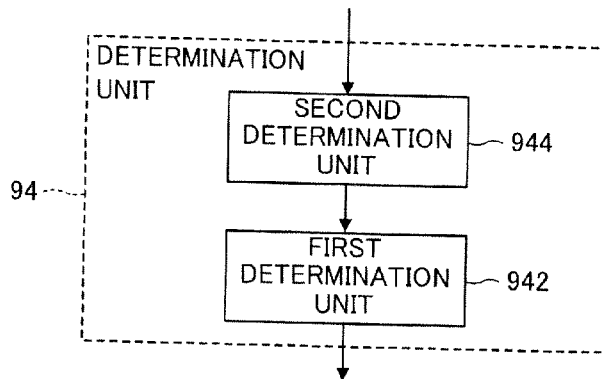 DETERMINATION
UNIT
SECOND
DETERMINATION
UNIT
944
94
FIRST
DETERMINATION
UNIT
942